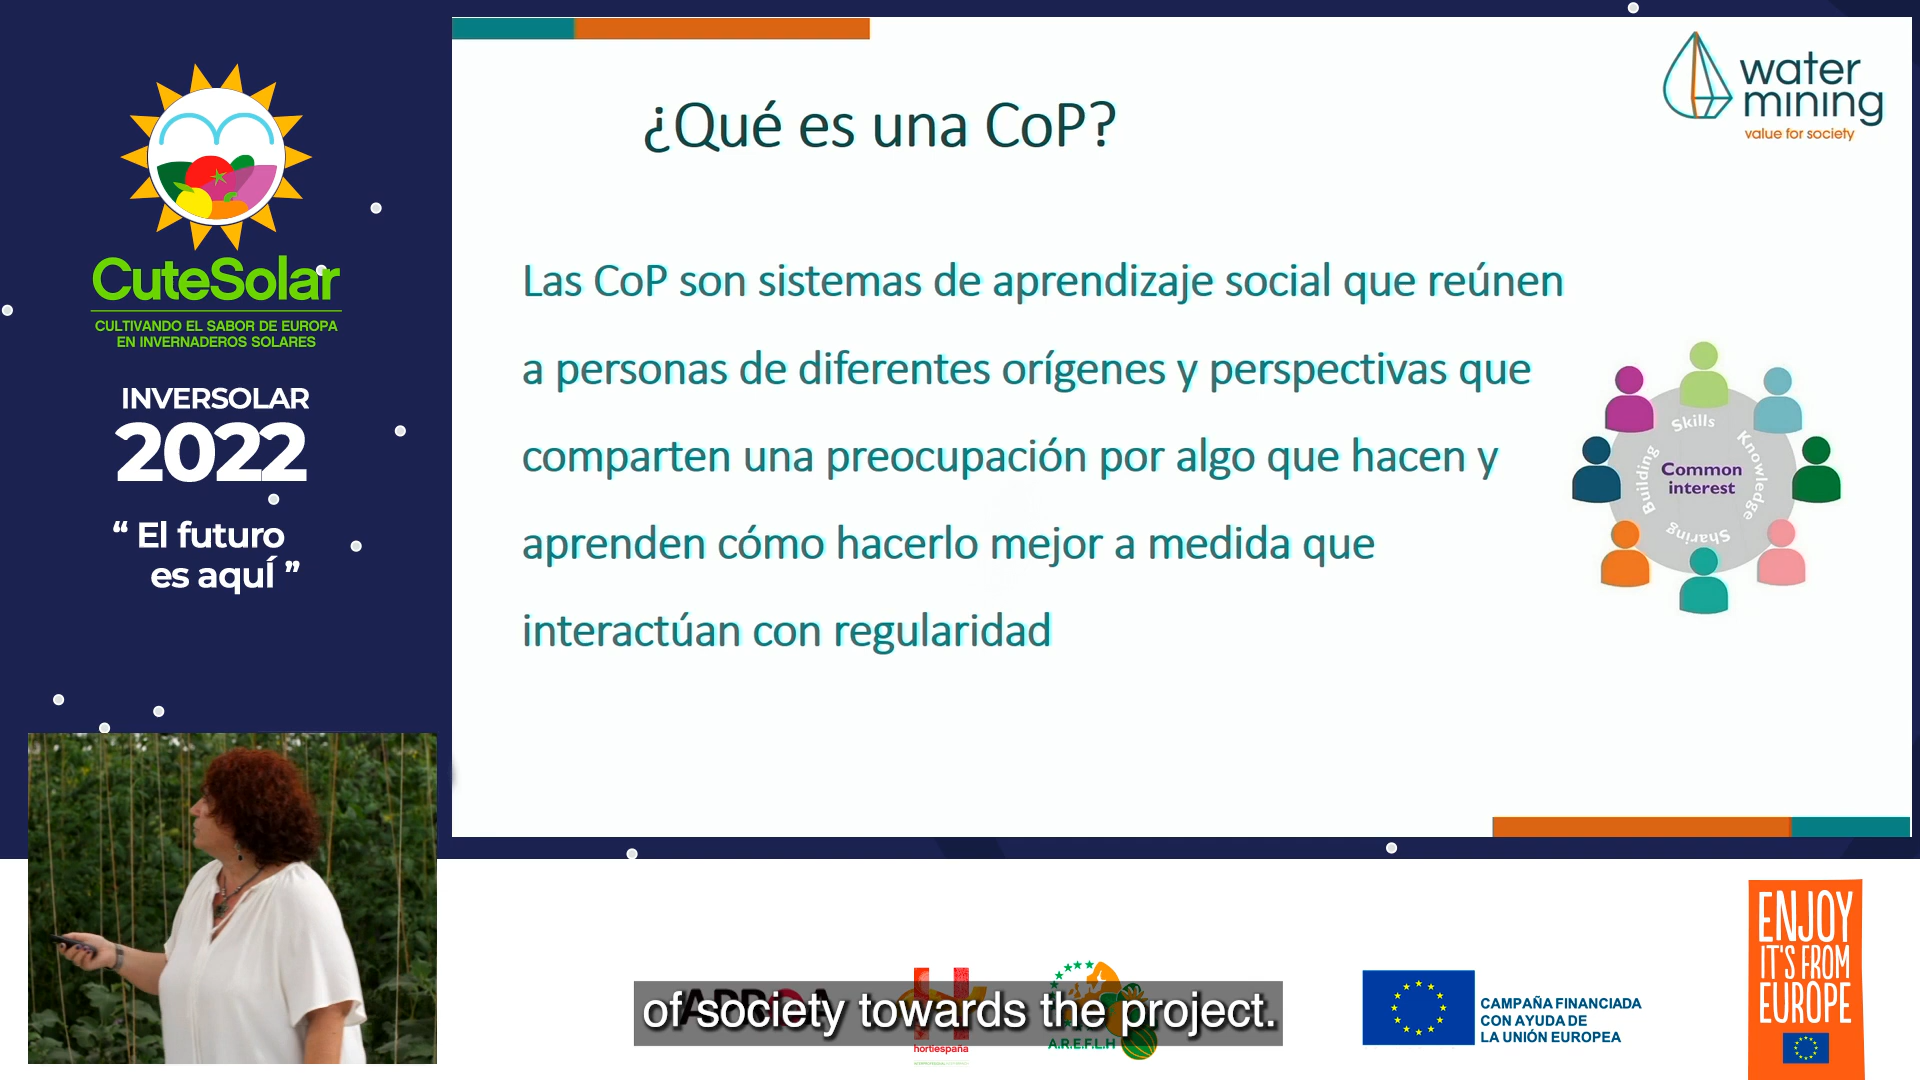 CuteSolar
CULTIVANDO EL SABOR DE EUROPA
EN INVERNADEROS SOLARES
INVERSOLAR
2022
“ El futuro
es aquÍ ”
water
mining
value for society
¿Qué es una CoP?
Las CoP son sistemas de aprendizaje social que reúnen
a personas de diferentes orígenes y perspectivas que
comparten una preocupación por algo que hacen y
aprenden cómo hacerlo mejor a medida que
interactúan con regularidad
Skills
Knowledge
Sharing
Building
Common
interest
of society towards the project.
hortiespaña
A.R.E.F.L.H
CAMPAÑA FINANCIADA
CON AYUDA DE
LA UNIÓN EUROPEA
ENJOY
IT'S FROM
EUROPE